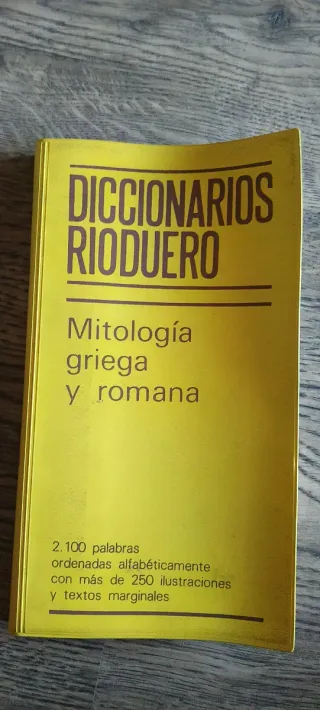 DICCIONARIOS
RIODUERO
Mitología
griega
y romana
2.100 palabras
ordenadas alfabéticamente
con más de 250 ilustraciones
y textos marginales